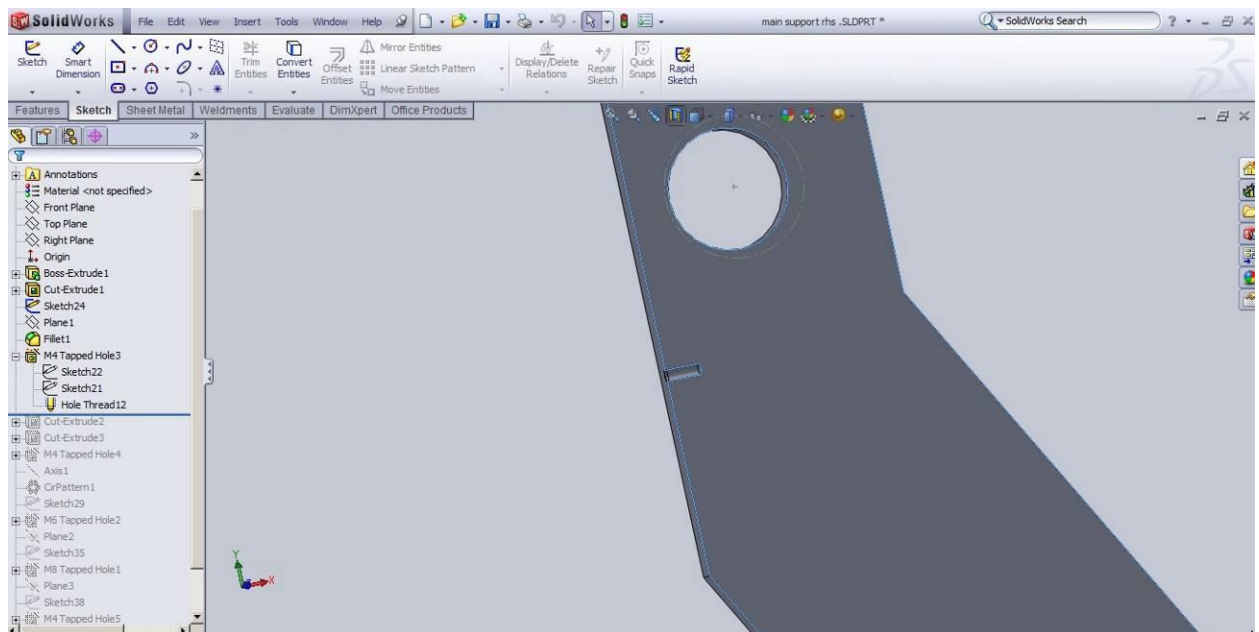 SolidWorks File Edit View Insert Tools Window Help main support rhs .SLDPRT * SolidWorks Search ?
Sketch Smart Dimension Trim Entities Convert Entities Offset Entities Mirror Entities Linear Sketch Pattern Move Entities Display/Delete Relations Repair Sketch Quick Snaps Rapid Sketch
Features Sketch Sheet Metal Weldments Evaluate DimXpert Office Products
Annotations
Material <not specified>
Front Plane
Top Plane
Right Plane
Origin
Boss-Extrude1
Cut-Extrude1
Sketch24
Plane1
Fillet1
M4 Tapped Hole3
Sketch22
Sketch21
Hole Thread12
Cut-Extrude2
Cut-Extrude3
M4 Tapped Hole4
Axis1
CirPattern1
Sketch29
M6 Tapped Hole2
Plane2
Sketch35
M8 Tapped Hole1
Plane3
Sketch38
M4 Tapped Hole5
Y
X